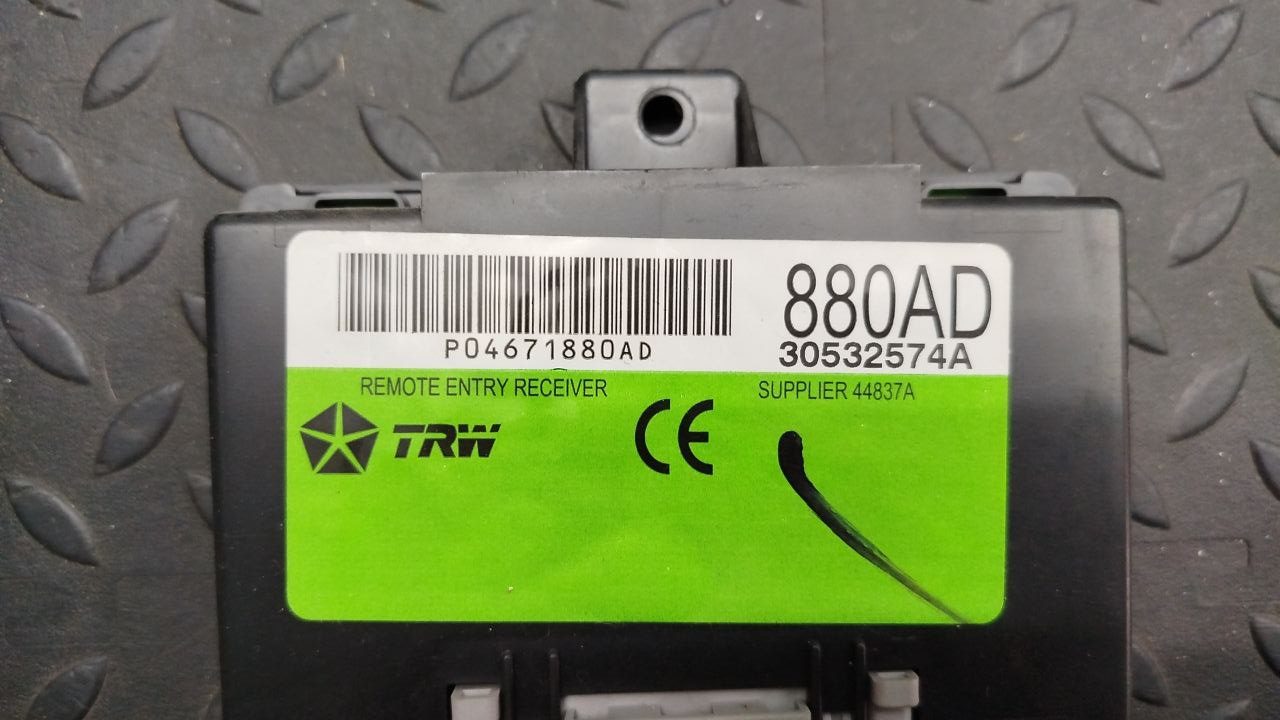 880AD
P04671880AD
30532574A
REMOTE ENTRY RECEIVER
SUPPLIER 44837A
TRW
CE